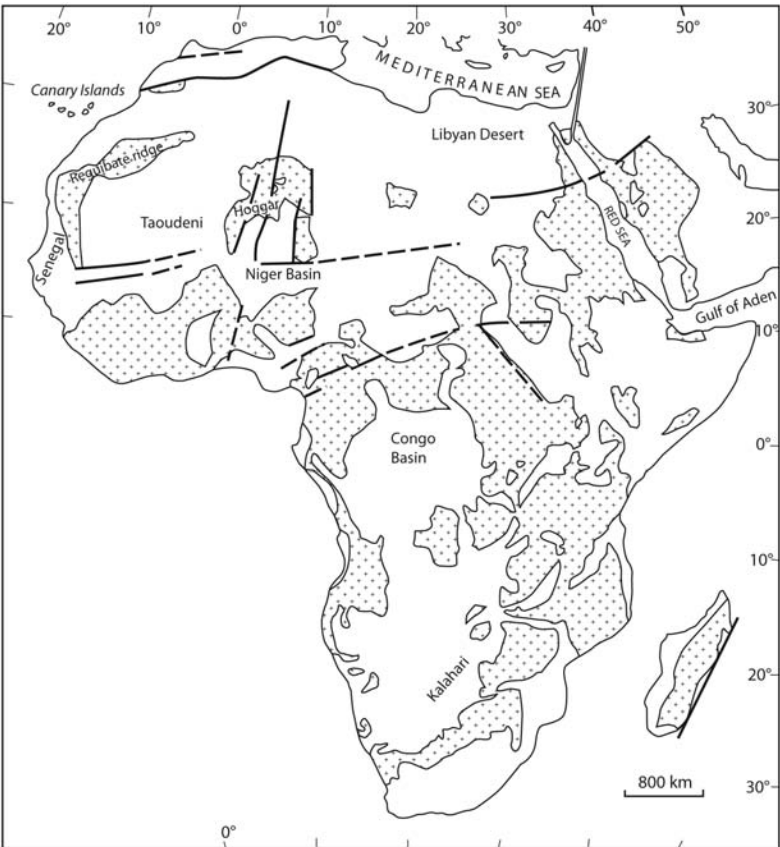 20° 10° 0° 10° 20° 30° 40° 50°
MEDITERRANEAN SEA
Canary Islands
30°
Libyan Desert
Reguibate ridge
Hoggar
20°
Taoudeni
RED SEA
Senegal
Niger Basin
Gulf of Aden
10°
Congo
Basin
0°
10°
Kalahari
20°
800 km
30°
0°